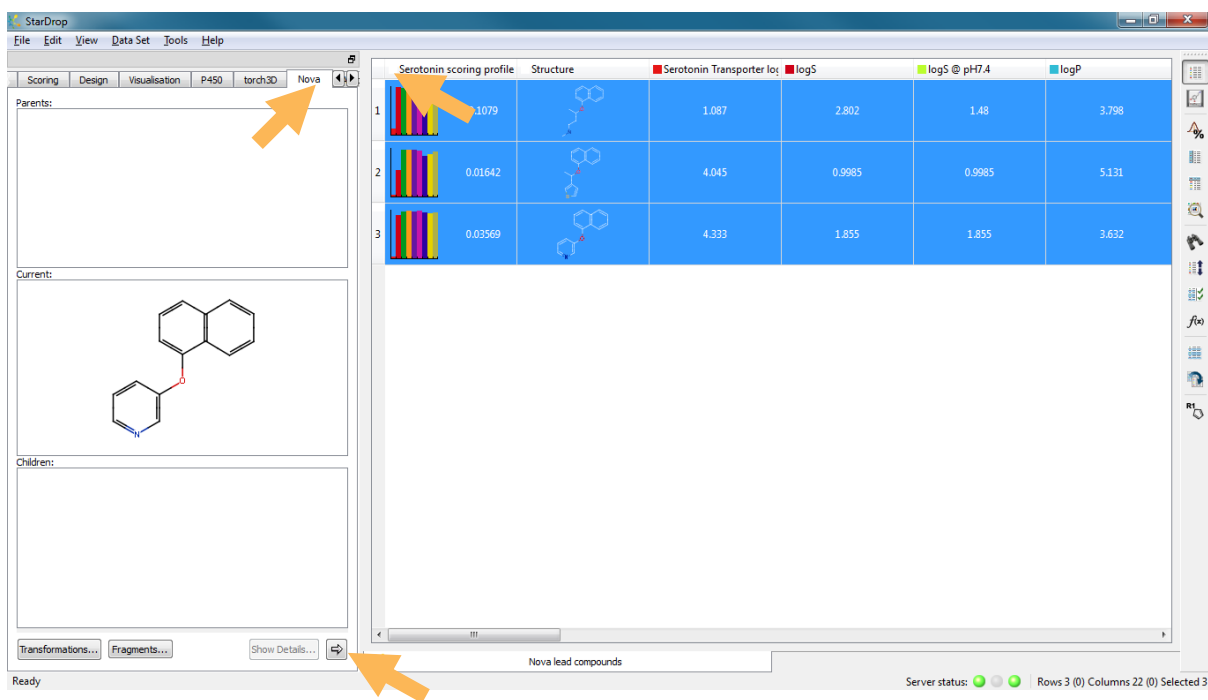 StarDrop
File Edit View Data Set Tools Help
Scoring Design Visualisation P450 torch3D Nova
Parents:
Current:
O
N
Children:
Transformations... Fragments... Show Details...
Serotonin scoring profile Structure Serotonin Transporter log logS logS @ pH7.4 logP
1 .1079 1.087 2.802 1.48 3.798
2 0.01642 4.045 0.9985 0.9985 5.131
3 0.03569 4.333 1.855 1.855 3.632
%
f(x)
R1
Nova lead compounds
Ready
Server status: Rows 3 (0) Columns 22 (0) Selected 3